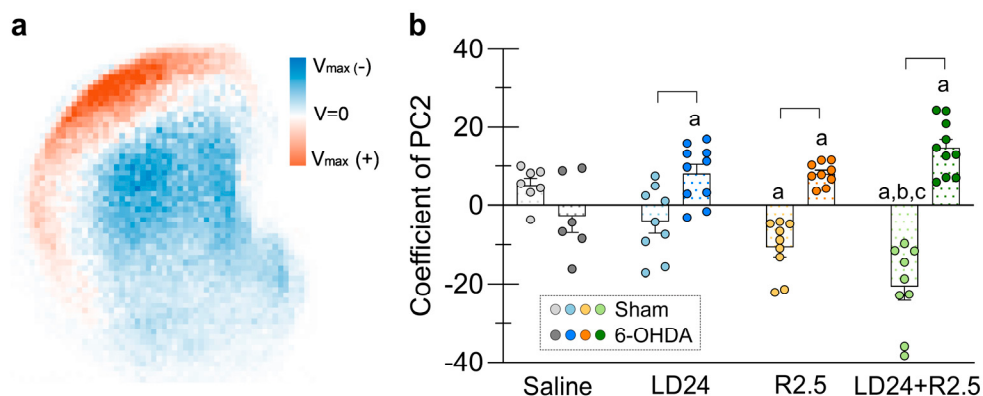 a
Vmax (-)
V=0
Vmax (+)
b
Coefficient of PC2
40
20
0
-20
-40
a
a
a
a,b,c
a
Sham
6-OHDA
Saline
LD24
R2.5
LD24+R2.5